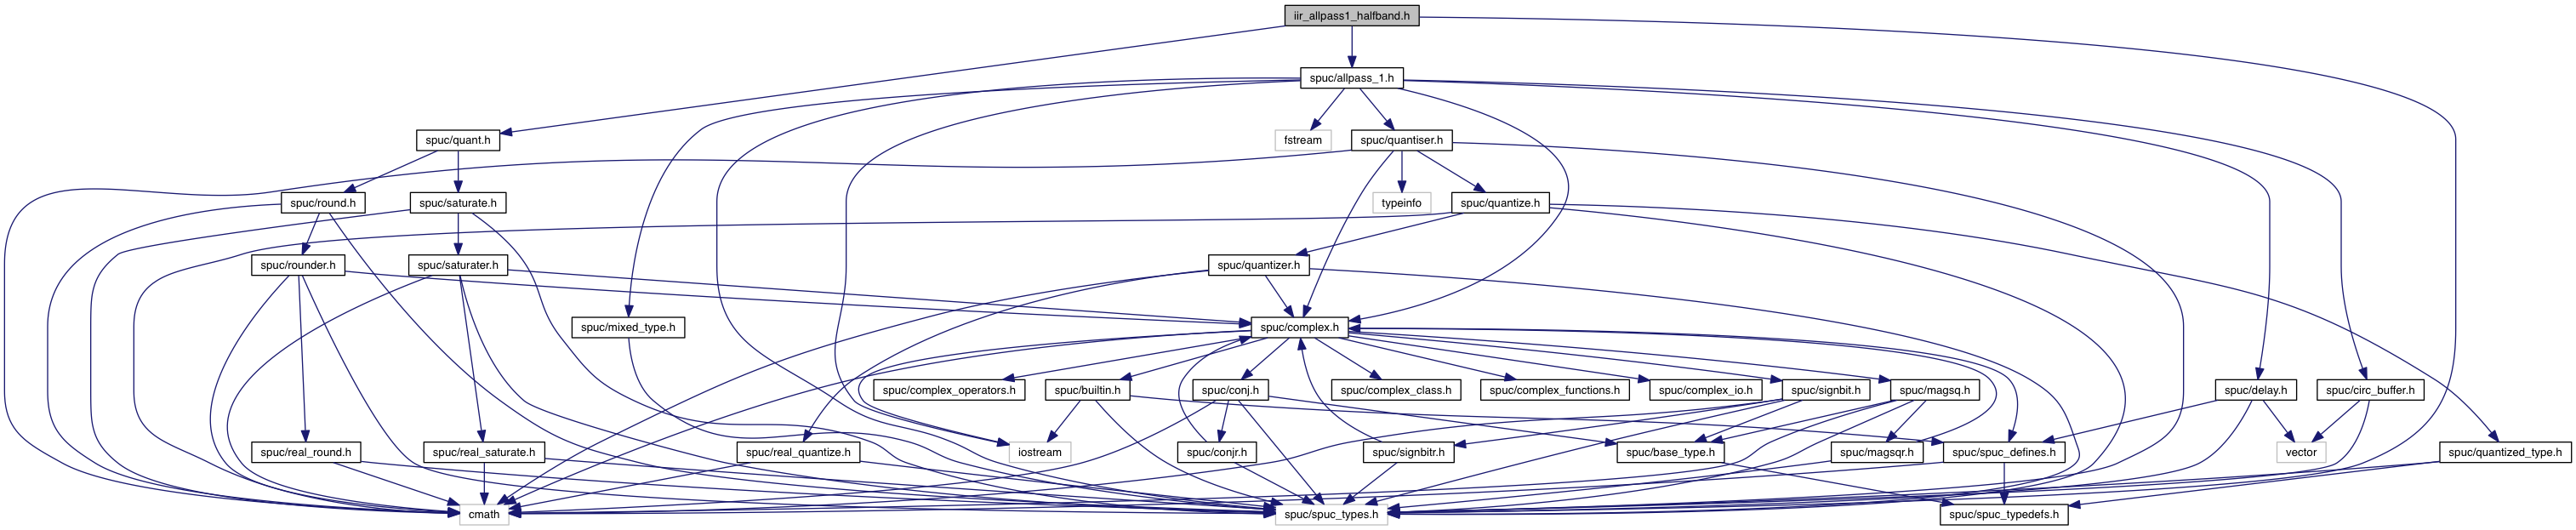 iir_allpass1_halfband.h
spuc/allpass_1.h
spuc/quant.h
fstream
spuc/quantiser.h
spuc/round.h
spuc/saturate.h
typeinfo
spuc/quantize.h
spuc/rounder.h
spuc/saturater.h
spuc/quantizer.h
spuc/mixed_type.h
spuc/complex.h
spuc/complex_operators.h
spuc/builtin.h
spuc/conj.h
spuc/complex_class.h
spuc/complex_functions.h
spuc/complex_io.h
spuc/signbit.h
spuc/magsq.h
spuc/delay.h
spuc/circ_buffer.h
spuc/real_round.h
spuc/real_saturate.h
spuc/real_quantize.h
iostream
spuc/conjr.h
spuc/signbitr.h
spuc/base_type.h
spuc/magsqr.h
spuc/spuc_defines.h
vector
spuc/quantized_type.h
cmath
spuc/spuc_types.h
spuc/spuc_typedefs.h